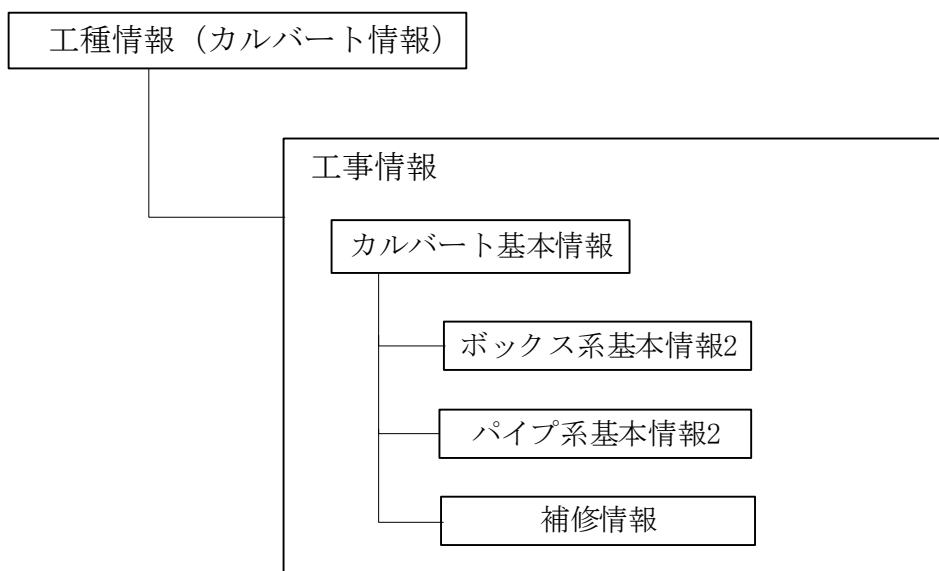 工種情報（カルバート情報）
工事情報
カルバート基本情報
ボックス系基本情報2
パイプ系基本情報2
補修情報